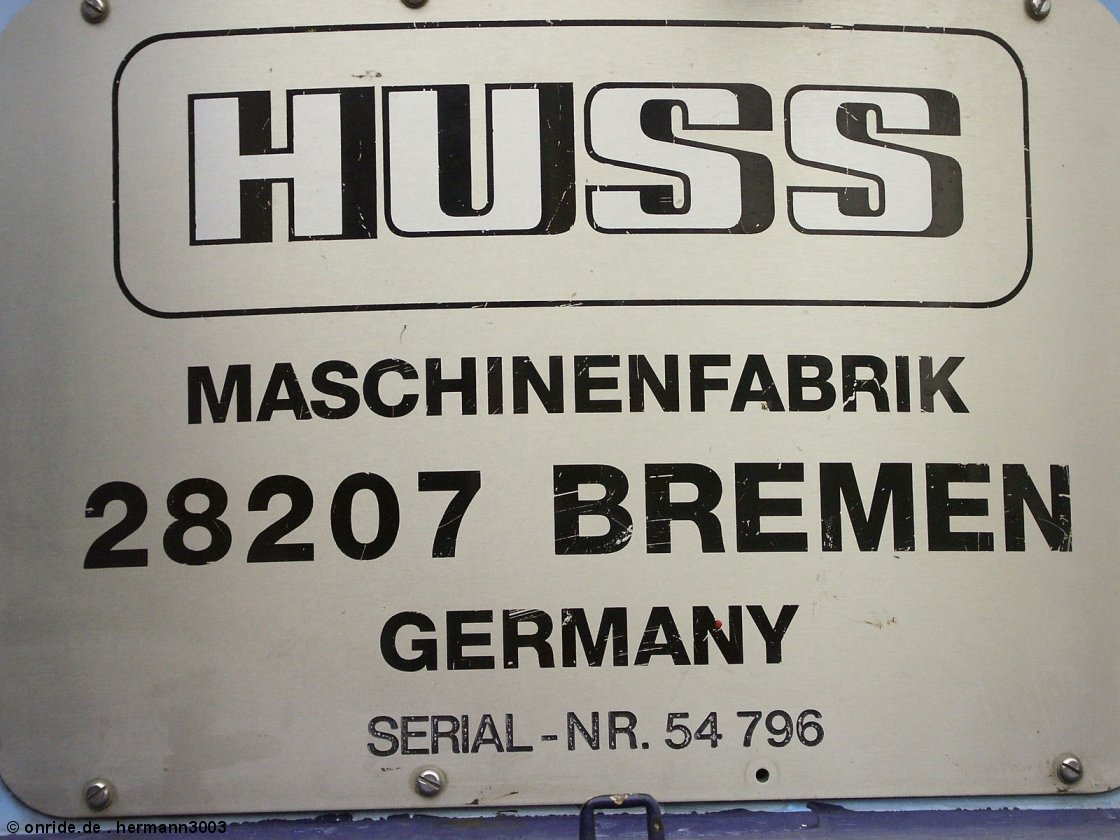 HUSS
MASCHINENFABRIK
28207 BREMEN
GERMANY
SERIAL-NR. 54 796
© onride.de . hermann3003